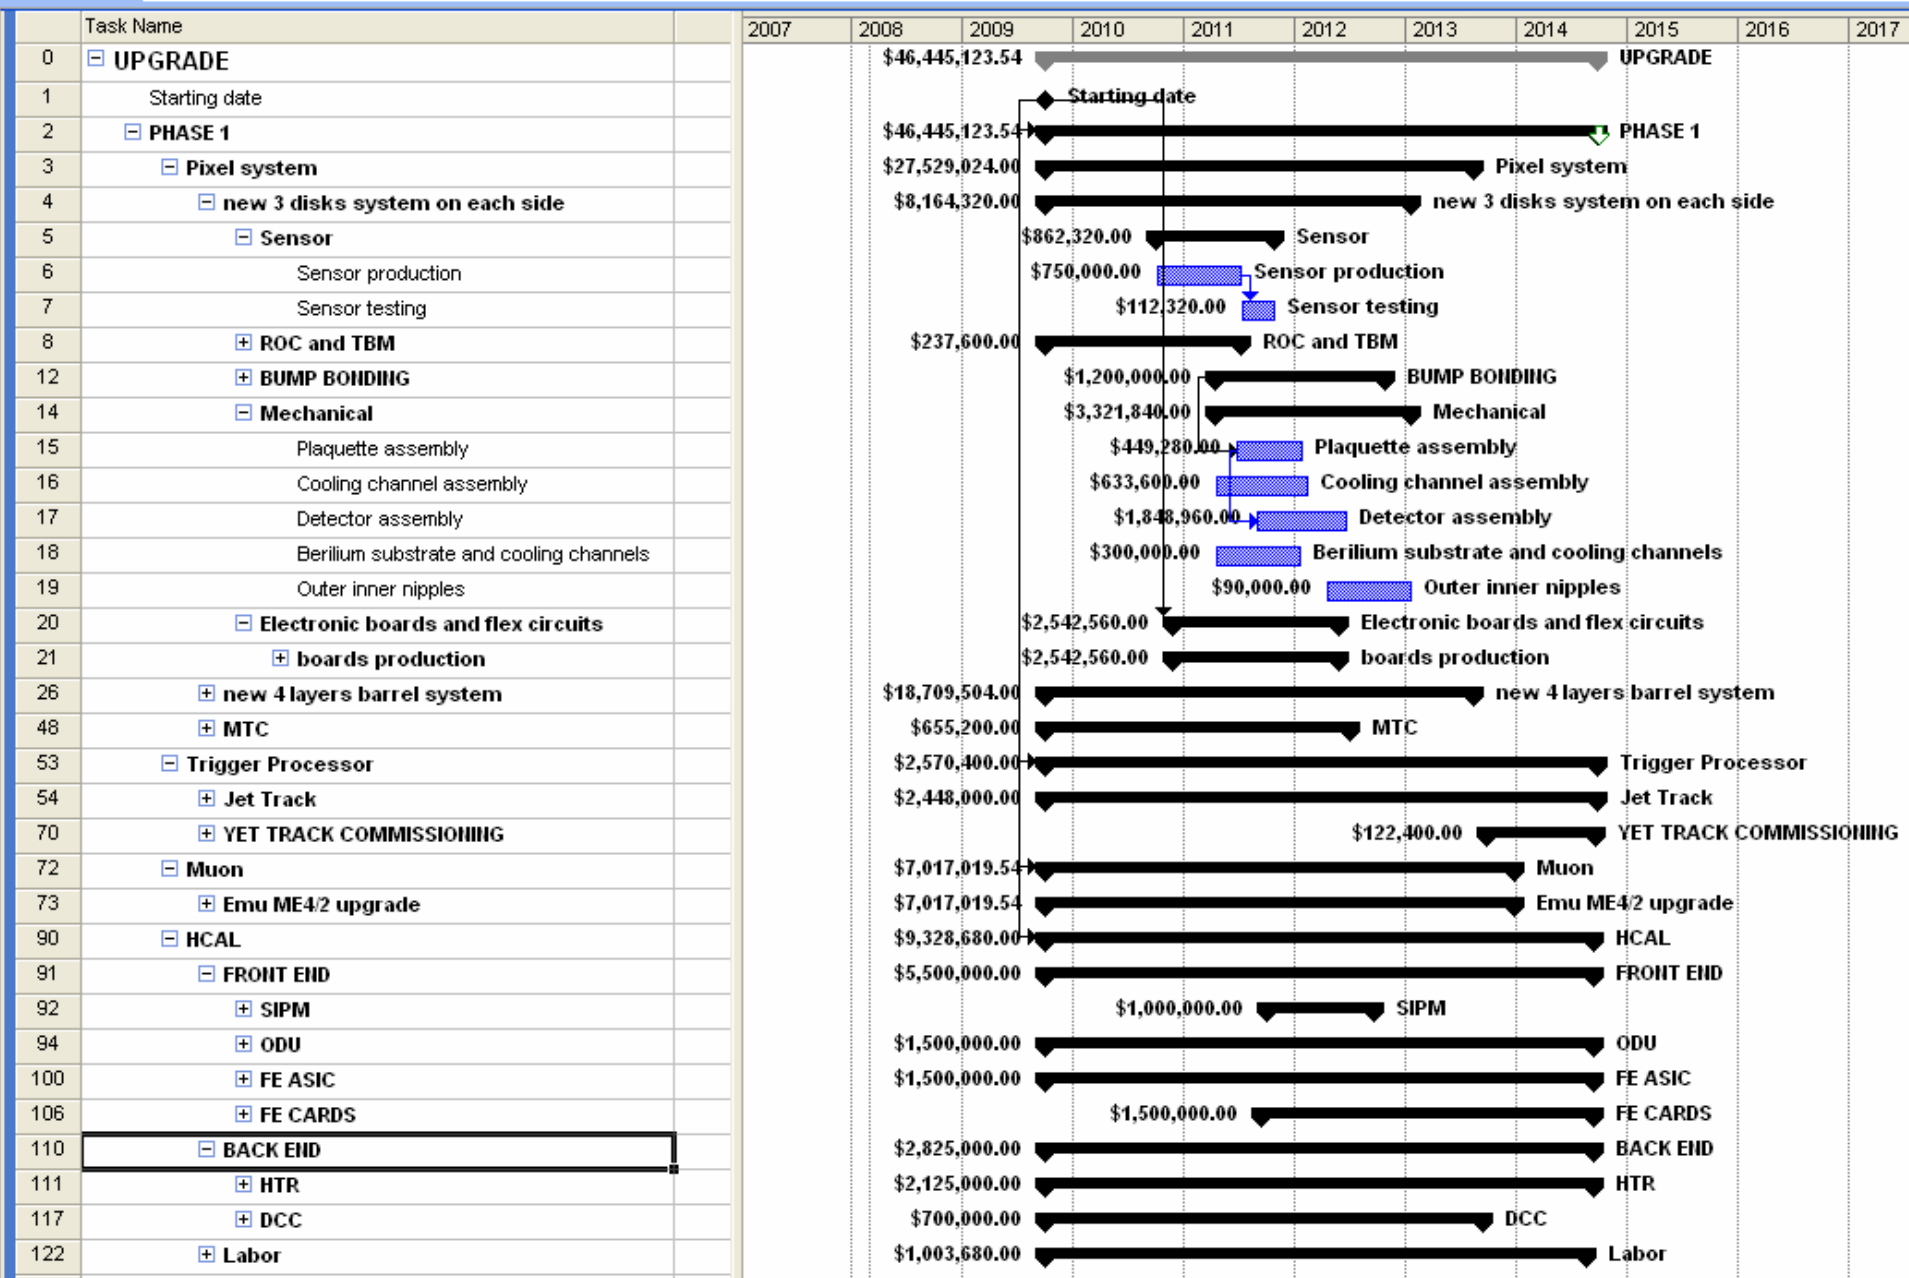 Task Name 2007 2008 2009 2010 2011 2012 2013 2014 2015 2016 2017
0 UPGRADE $46,445,123.54 UPGRADE
1 Starting date Starting date
2 PHASE 1 $46,445,123.54 PHASE 1
3 Pixel system $27,529,024.00 Pixel system
4 new 3 disks system on each side $8,164,320.00 new 3 disks system on each side
5 Sensor $862,320.00 Sensor
6 Sensor production $750,000.00 Sensor production
7 Sensor testing $112,320.00 Sensor testing
8 ROC and TBM $237,600.00 ROC and TBM
12 BUMP BONDING $1,200,000.00 BUMP BONDING
14 Mechanical $3,321,840.00 Mechanical
15 Plaquette assembly $449,280.00 Plaquette assembly
16 Cooling channel assembly $633,600.00 Cooling channel assembly
17 Detector assembly $1,848,960.00 Detector assembly
18 Berilium substrate and cooling channels $300,000.00 Berilium substrate and cooling channels
19 Outer inner nipples $90,000.00 Outer inner nipples
20 Electronic boards and flex circuits $2,542,560.00 Electronic boards and flex circuits
21 boards production $2,542,560.00 boards production
26 new 4 layers barrel system $18,709,504.00 new 4 layers barrel system
48 MTC $655,200.00 MTC
53 Trigger Processor $2,570,400.00 Trigger Processor
54 Jet Track $2,448,000.00 Jet Track
70 YET TRACK COMMISSIONING $122,400.00 YET TRACK COMMISSIONING
72 Muon $7,017,019.54 Muon
73 Emu ME4/2 upgrade $7,017,019.54 Emu ME4/2 upgrade
90 HCAL $9,328,680.00 HCAL
91 FRONT END $5,500,000.00 FRONT END
92 SIPM $1,000,000.00 SIPM
94 ODU $1,500,000.00 ODU
100 FE ASIC $1,500,000.00 FE ASIC
106 FE CARDS $1,500,000.00 FE CARDS
110 BACK END $2,825,000.00 BACK END
111 HTR $2,125,000.00 HTR
117 DCC $700,000.00 DCC
122 Labor $1,003,680.00 Labor